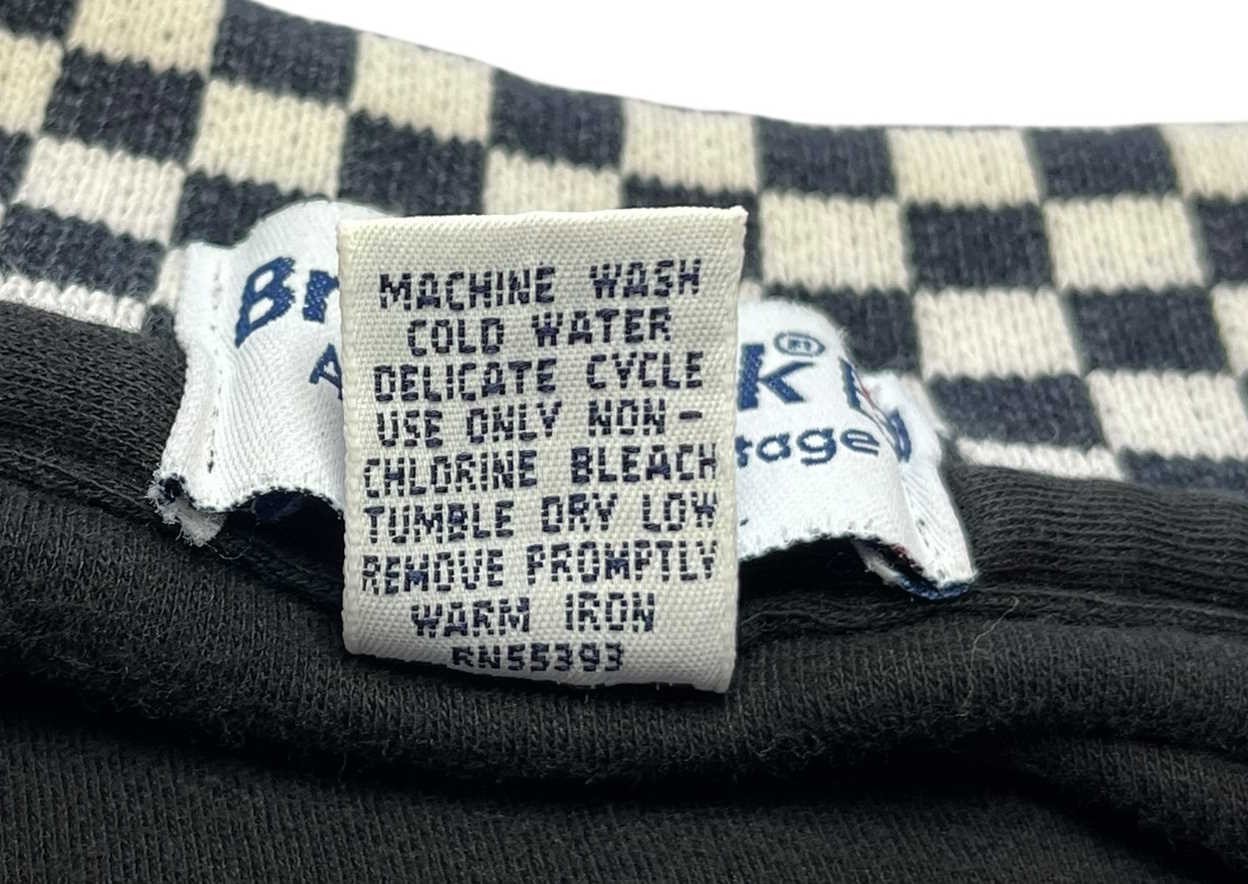 MACHINE WASH
COLD WATER
DELICATE CYCLE
USE ONLY NON-
CHLORINE BLEACH
TUMBLE DRY LOW
REMOVE PROMPTLY
WARM IRON
RN55393